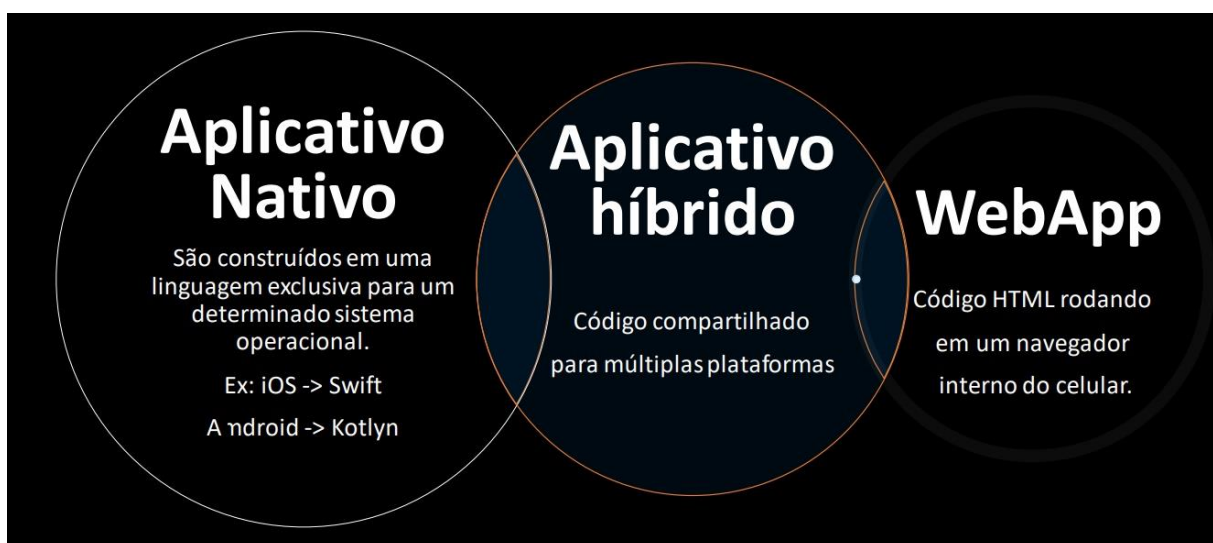 Aplicativo
Nativo
São construídos em uma
linguagem exclusiva para um
determinado sistema
operacional.
Ex: iOS -> Swift
Android -> Kotlyn
Aplicativo
híbrido
Código compartilhado
para múltiplas plataformas
WebApp
Código HTML rodando
em um navegador
interno do celular.